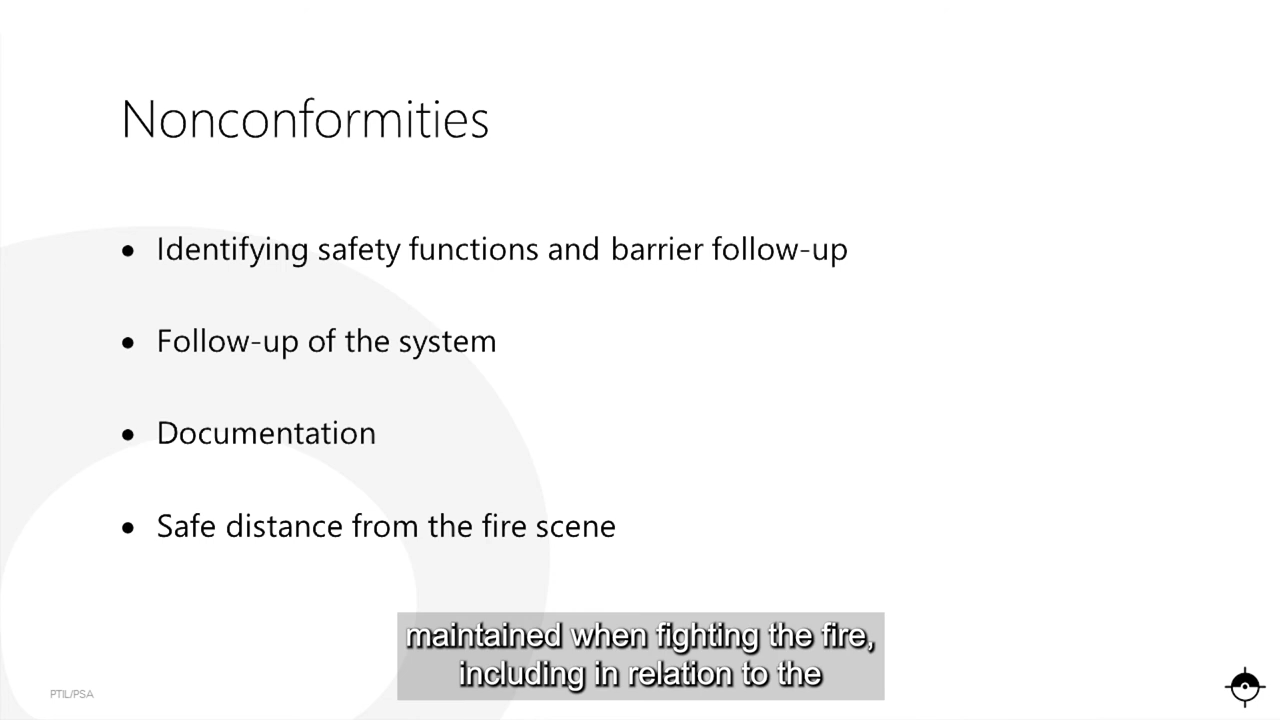 Nonconformities
• Identifying safety functions and barrier follow-up
• Follow-up of the system
• Documentation
• Safe distance from the fire scene
maintained when fighting the fire,
including in relation to the
PTIL/PSA